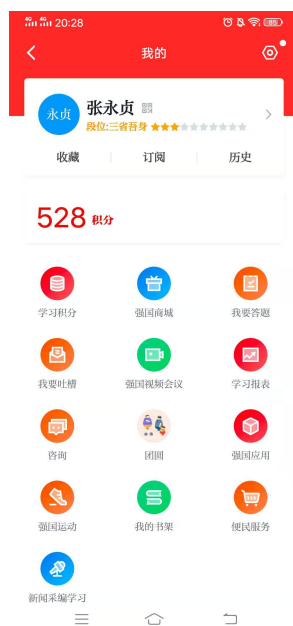 4G 4G 20:28
我的
永贞
张永贞
段位:三省吾身
收藏 订阅 历史
528 积分
学习积分 强国商城 我要答题
我要吐槽 强国视频会议 学习报表
咨询 团圆 强国应用
强国运动 我的书架 便民服务
新闻采编学习